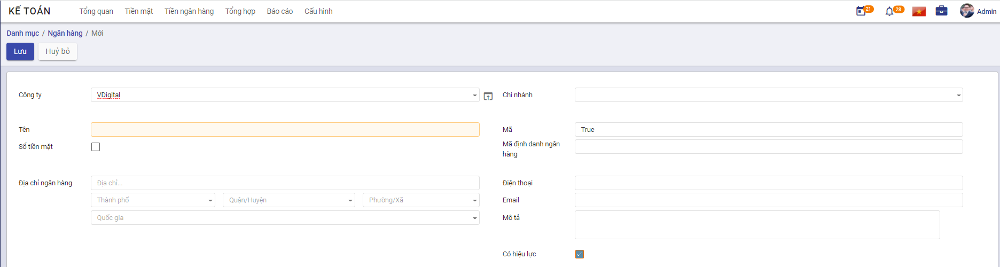 KẾ TOÁN Tổng quan Tiền mặt Tiền ngân hàng Tổng hợp Báo cáo Cấu hình 21 28 Admin
Danh mục / Ngân hàng / Mới
Lưu Huỷ bỏ
Công ty VDigital Chi nhánh
Tên Mã True
Sổ tiền mặt Mã định danh ngân
hàng
Địa chỉ ngân hàng Địa chỉ... Điện thoại
Thành phố Quận/Huyện Phường/Xã Email
Quốc gia Mô tả
Có hiệu lực